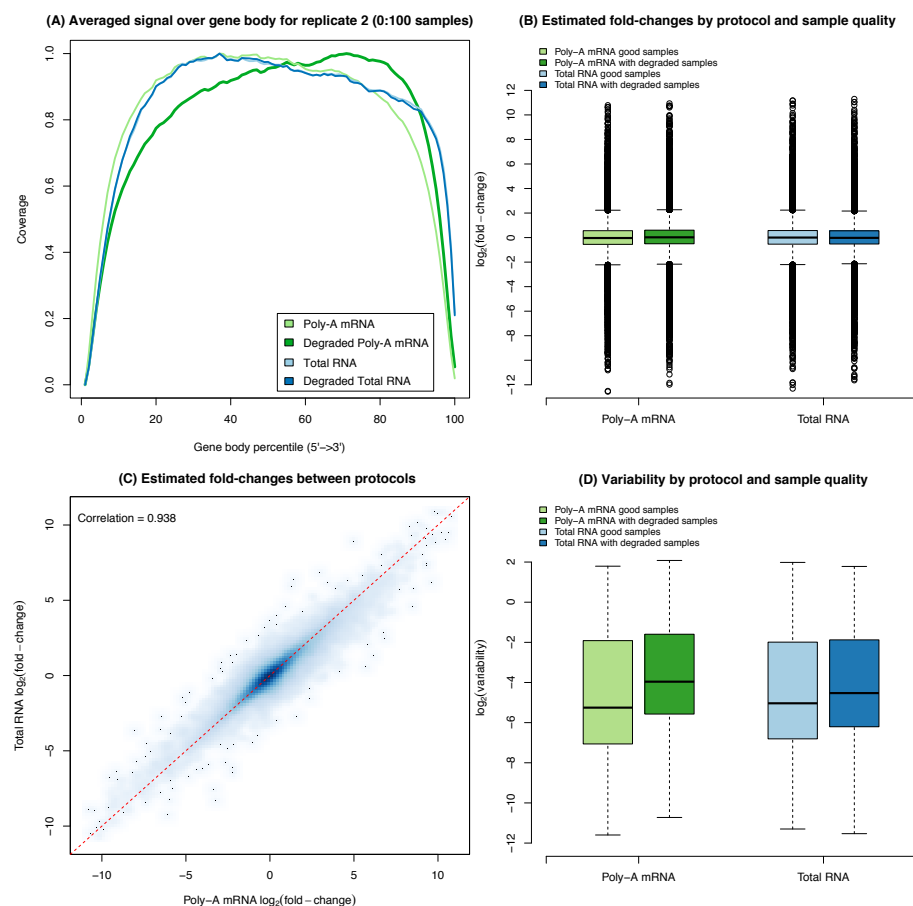 (A) Averaged signal over gene body for replicate 2 (0:100 samples)
Coverage
0.0
0.2
0.4
0.6
0.8
1.0
Poly−A mRNA
Degraded Poly−A mRNA
Total RNA
Degraded Total RNA
0 20 40 60 80 100
Gene body percentile (5'−>3')
(B) Estimated fold−changes by protocol and sample quality
Poly−A mRNA good samples
Poly−A mRNA with degraded samples
Total RNA good samples
Total RNA with degraded samples
log2(fold−change)
12
10
8
6
4
2
0
−2
−4
−6
−8
−12
Poly−A mRNA Total RNA
(C) Estimated fold−changes between protocols
Correlation = 0.938
Total RNA log2(fold−change)
10
5
0
−5
−10
−10 −5 0 5 10
Poly−A mRNA log2(fold−change)
(D) Variability by protocol and sample quality
Poly−A mRNA good samples
Poly−A mRNA with degraded samples
Total RNA good samples
Total RNA with degraded samples
log2(variability)
2
0
−2
−4
−6
−8
−10
−12
Poly−A mRNA Total RNA